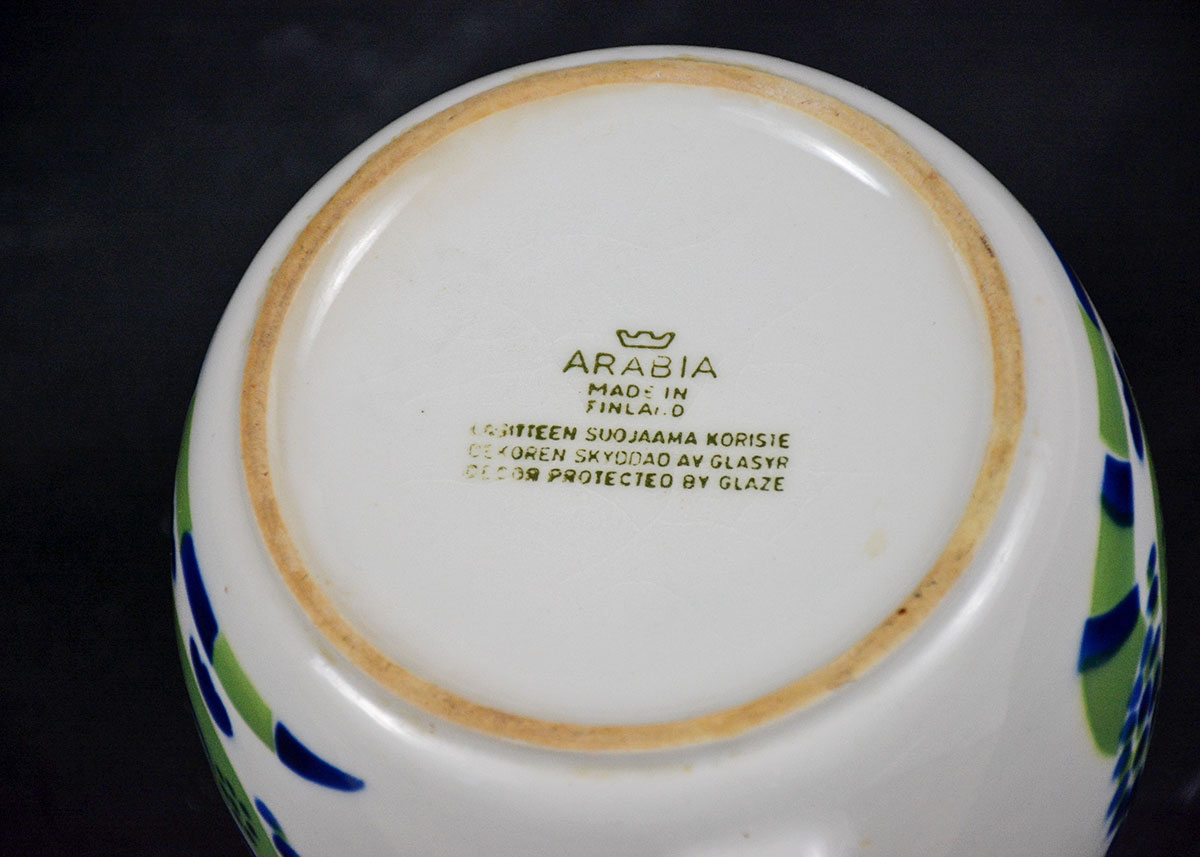 ARABIA
MADE IN
FINLAND
LASITTEEN SUOJAAMA KORISTE
DEKOREN SKYDDAD AV GLASYR
DECOR PROTECTED BY GLAZE